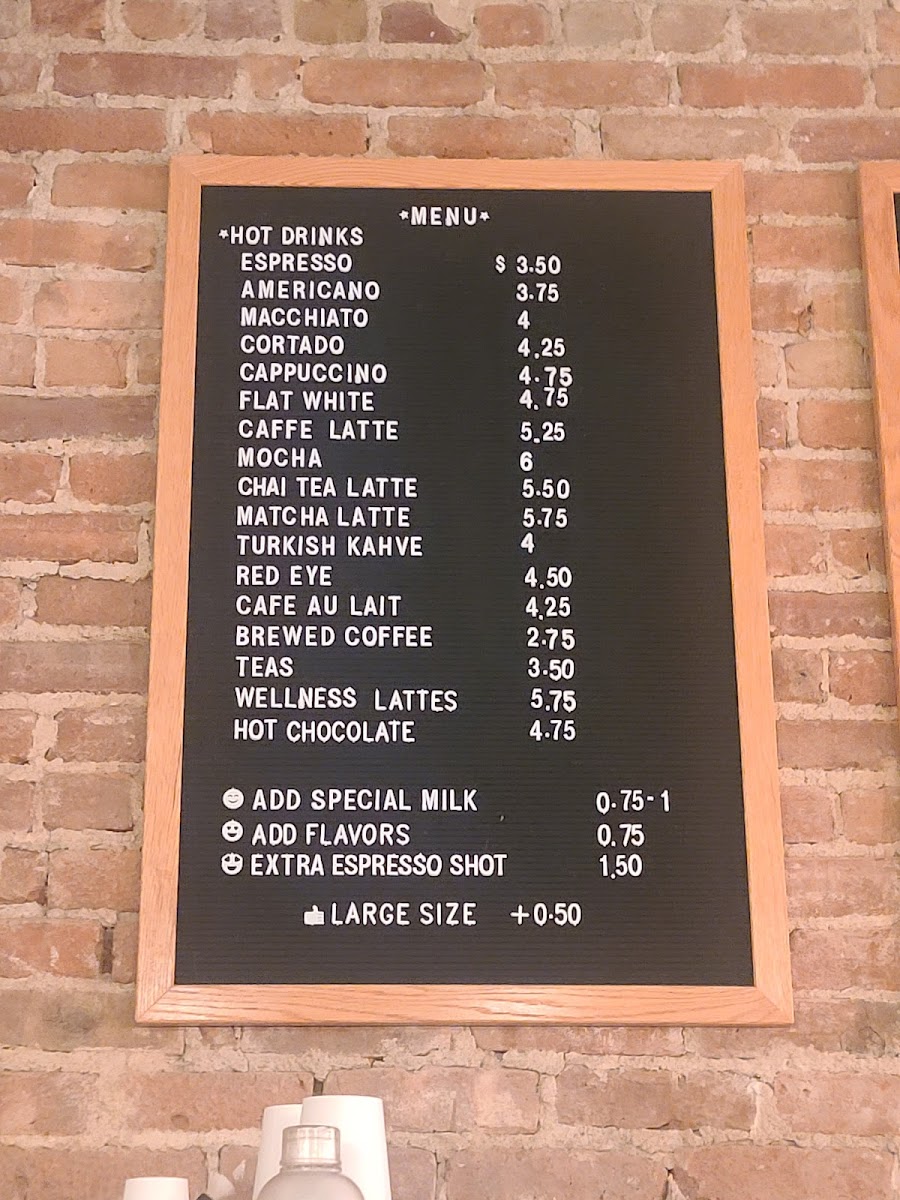 *MENU*
*HOT DRINKS
ESPRESSO $ 3.50
AMERICANO 3.75
MACCHIATO 4
CORTADO 4.25
CAPPUCCINO 4.75
FLAT WHITE 4.75
CAFFE LATTE 5.25
MOCHA 6
CHAI TEA LATTE 5.50
MATCHA LATTE 5.75
TURKISH KAHVE 4
RED EYE 4.50
CAFE AU LAIT 4.25
BREWED COFFEE 2.75
TEAS 3.50
WELLNESS LATTES 5.75
HOT CHOCOLATE 4.75
ADD SPECIAL MILK 0.75-1
ADD FLAVORS 0.75
EXTRA ESPRESSO SHOT 1.50
LARGE SIZE +0.50